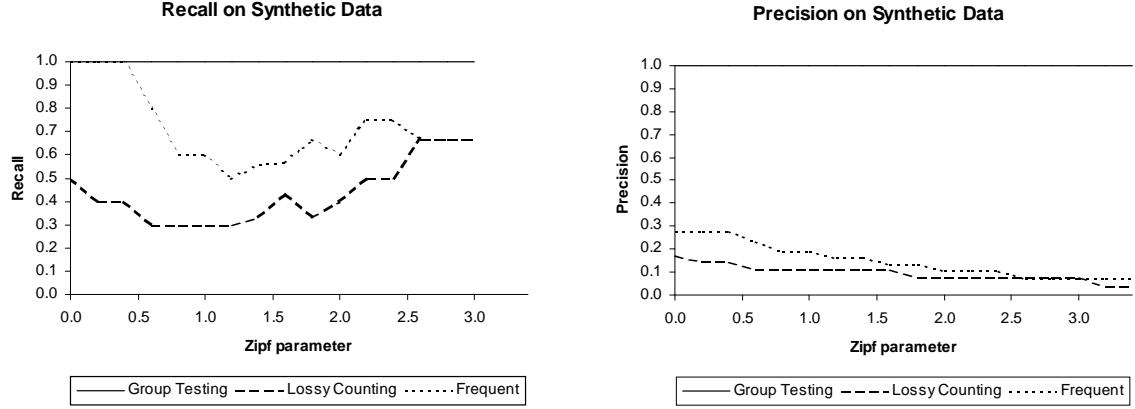 Recall on Synthetic Data
1.0
0.9
0.8
0.7
0.6
0.5
0.4
0.3
0.2
0.1
0.0
Recall
0.0 0.5 1.0 1.5 2.0 2.5 3.0
Zipf parameter
Group Testing Lossy Counting Frequent
Precision on Synthetic Data
1.0
0.9
0.8
0.7
0.6
0.5
0.4
0.3
0.2
0.1
0.0
Precision
0.0 0.5 1.0 1.5 2.0 2.5 3.0
Zipf parameter
Group Testing Lossy Counting Frequent